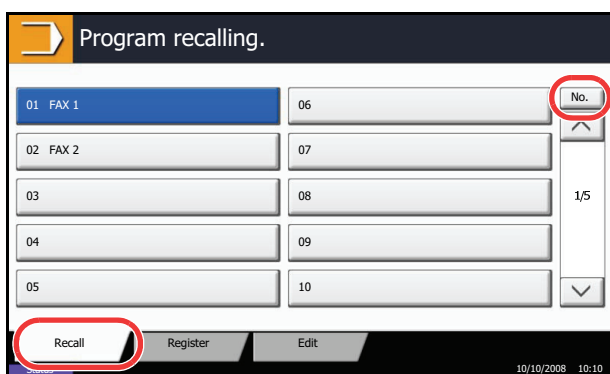 Program recalling.
01 FAX 1
06
No.
02 FAX 2
07
03
08
1/5
04
09
05
10
Recall
Register
Edit
Status
10/10/2008 10:10